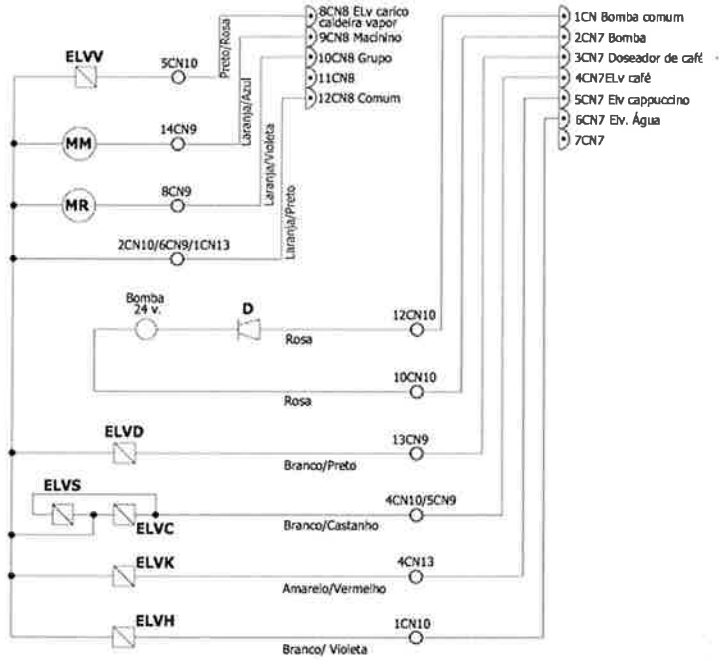 8CN8 ELv carico
caldeira vapor
9CN8 Macinino
10CN8 Grupo
11CN8
12CN8 Comum
1CN Bomba comum
2CN7 Bomba
3CN7 Doseador de café
4CN7ELv café
5CN7 Elv cappuccino
6CN7 Elv. Água
7CN7
ELVV
5CN10
Preto/Rosa
MM
14CN9
Laranja/Azul
MR
8CN9
Laranja/Violeta
2CN10/6CN9/1CN13
Laranja/Preto
Bomba
24 v.
D
Rosa
12CN10
Rosa
10CN10
ELVD
Branco/Preto
13CN9
ELVS
ELVC
Branco/Castanho
4CN10/5CN9
ELVK
Amarelo/Vermelho
4CN13
ELVH
Branco/ Violeta
1CN10